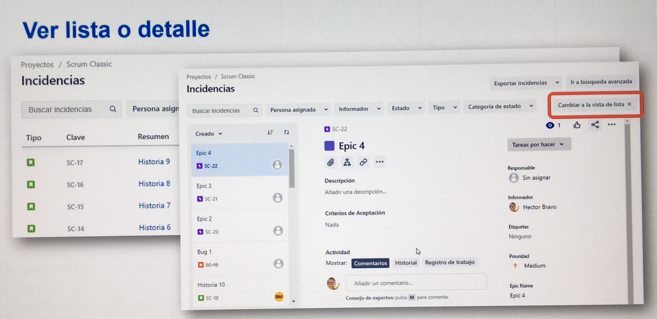 Ver lista o detalle
Proyectos / Scrum Classic
Incidencias
Buscar incidencias
Persona asign
Tipo Clave Resumen
SC-17 Historia 9
SC-16 Historia 8
SC-15 Historia 7
SC-14 Historia 6
Proyectos / Scrum Classic
Incidencias
Exportar incidencias Ir a búsqueda avanzada
Buscar incidencias Persona asignada Informador Estado Tipo Categoría de estado Cambiar a la vista de lista
Creado
Epic 4
SC-22
Epic 3
SC-21
Epic 2
SC-20
Bug 1
SC-19
Historia 10
SC-18
SC-22
1
Epic 4
Descripción
Añadir una descripción...
Criterios de Aceptación
Nada
Actividad
Mostrar: Comentarios Historial Registro de trabajo
Añadir un comentario...
Consejo de expertos: pulsa M para comentar
Tareas por hacer
Responsable
Sin asignar
Informador
Hector Bravo
Etiquetas
Ninguno
Prioridad
Medium
Epic Name
Epic 4